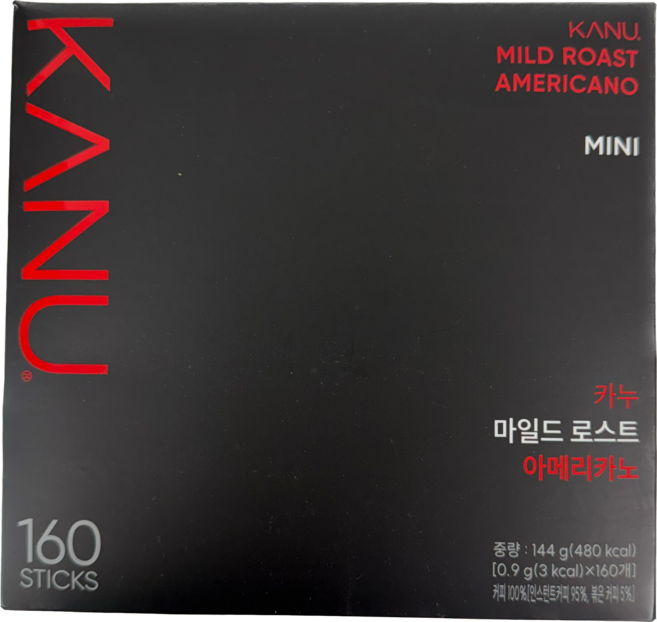 KANU®
KANU.
MILD ROAST
AMERICANO
MINI
카누
마일드 로스트
아메리카노
160
STICKS
중량 : 144 g(480 kcal)
[0.9 g(3 kcal)×160개]
커피 100%[인스턴트커피 95%, 볶은 커피 5%]